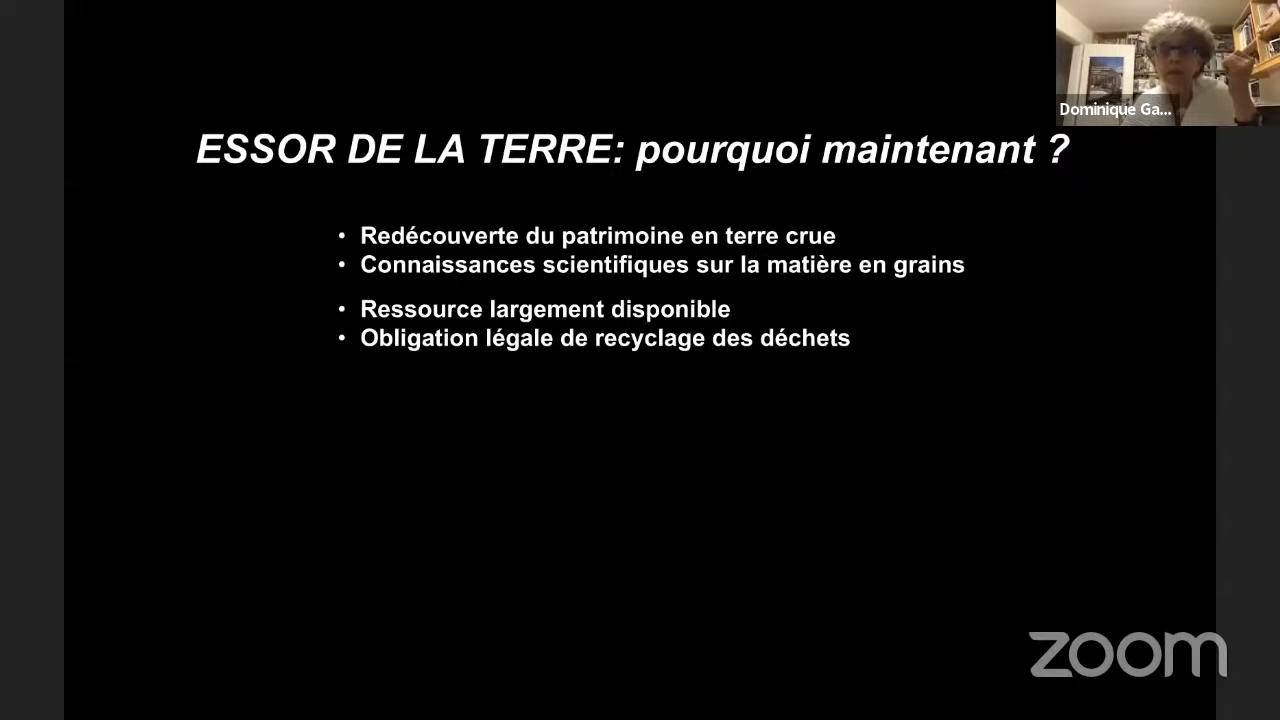 Dominique Ga...
ESSOR DE LA TERRE: pourquoi maintenant ?
• Redécouverte du patrimoine en terre crue
• Connaissances scientifiques sur la matière en grains
• Ressource largement disponible
• Obligation légale de recyclage des déchets
zoom